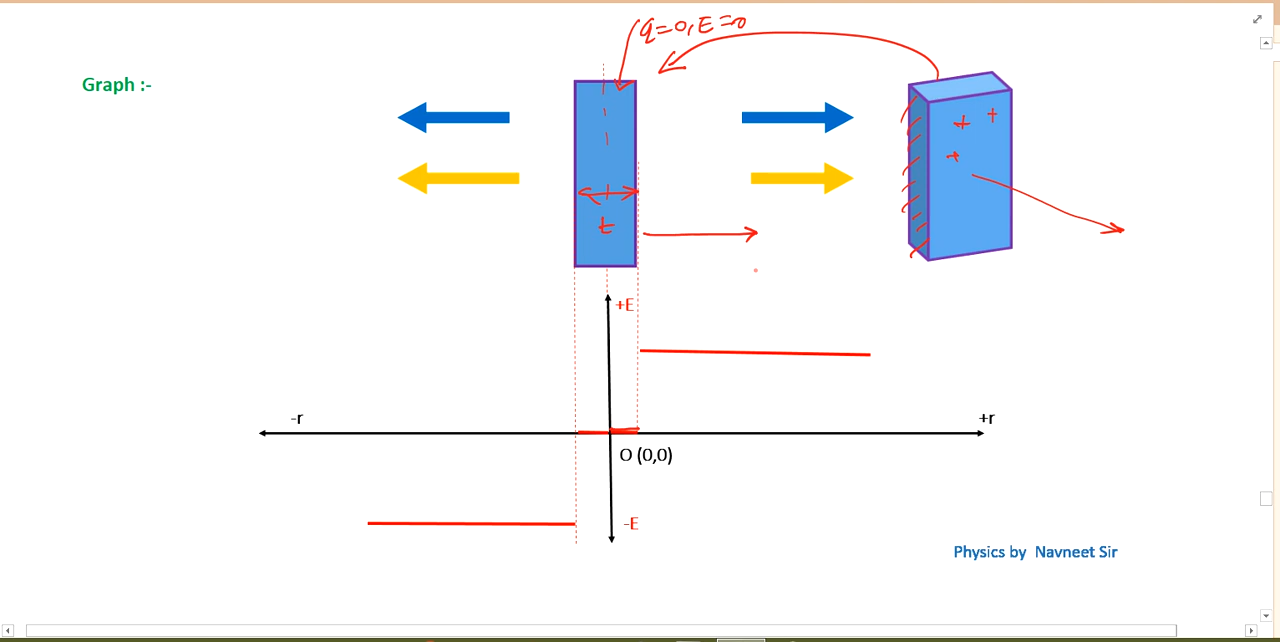 q=0, E=0
Graph :-
+ +
+
t
+E
-r
+r
O (0,0)
-E
Physics by Navneet Sir